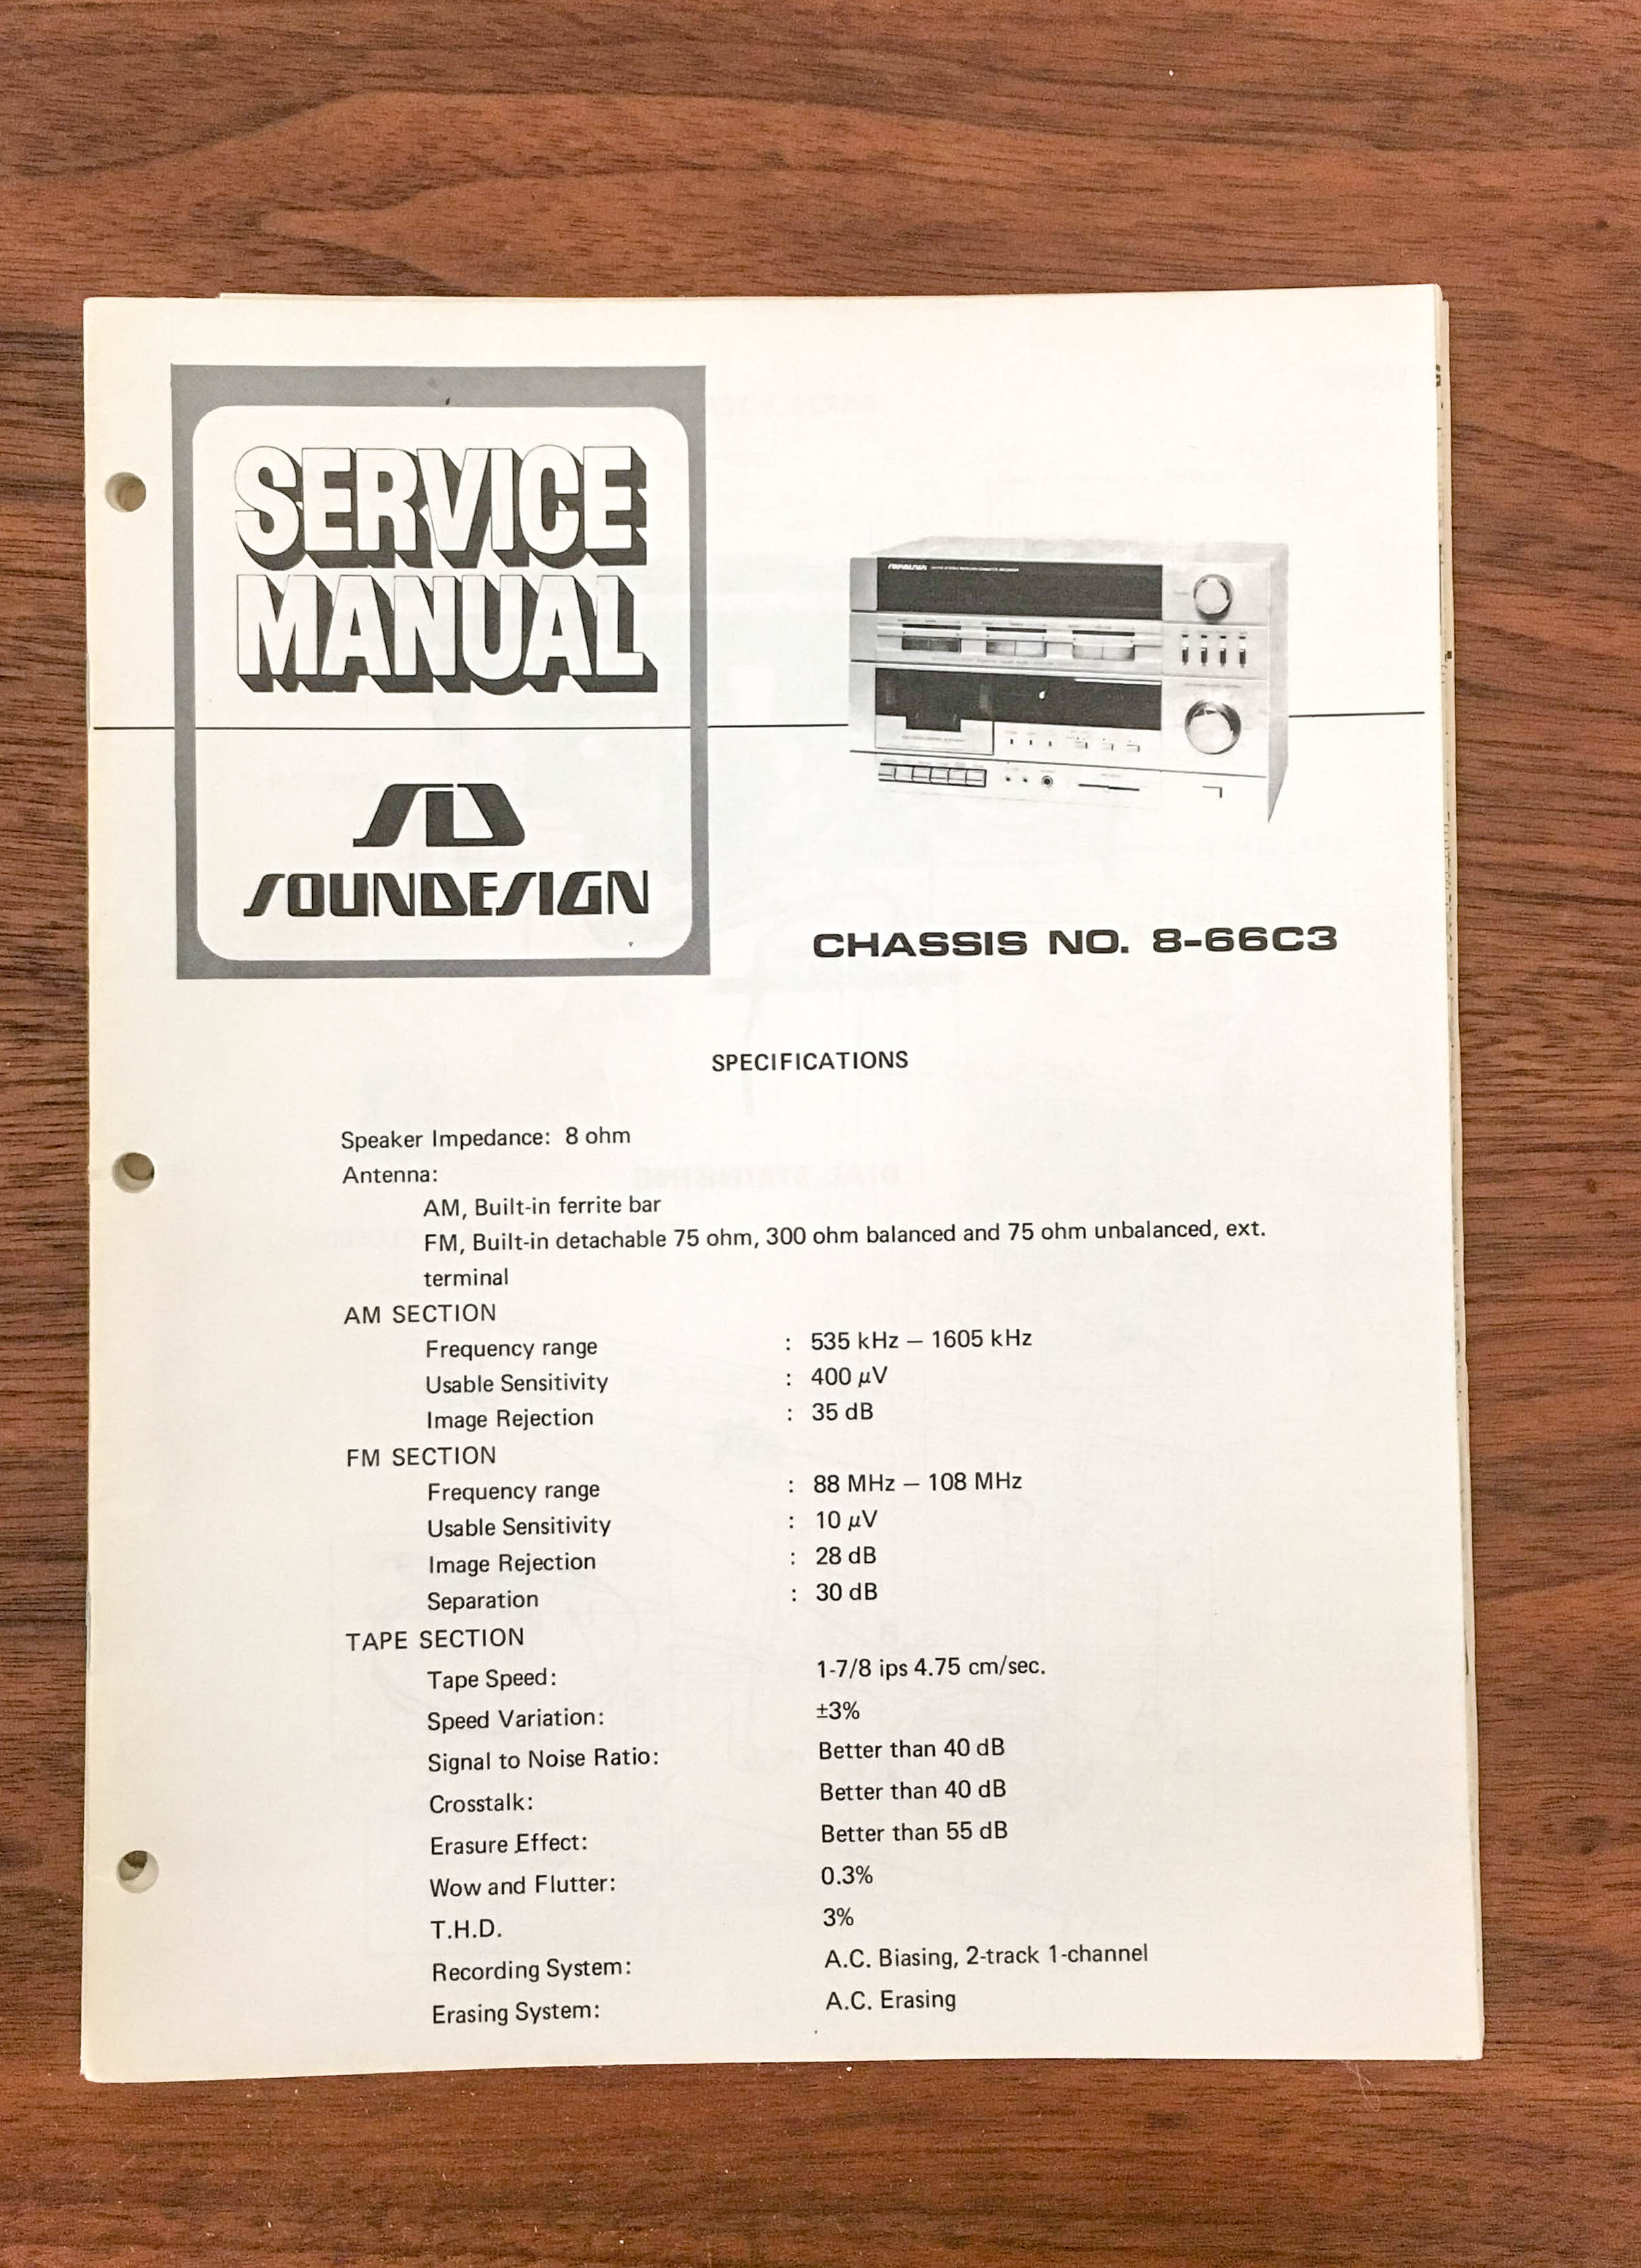 SERVICE
MANUAL
SD
SOUNDESIGN
CHASSIS NO. 8-66C3
SPECIFICATIONS
Speaker Impedance: 8 ohm
Antenna:
AM, Built-in ferrite bar
FM, Built-in detachable 75 ohm, 300 ohm balanced and 75 ohm unbalanced, ext.
terminal
AM SECTION
Frequency range : 535 kHz — 1605 kHz
Usable Sensitivity : 400 µV
Image Rejection : 35 dB
FM SECTION
Frequency range : 88 MHz — 108 MHz
Usable Sensitivity : 10 µV
Image Rejection : 28 dB
Separation : 30 dB
TAPE SECTION
Tape Speed: 1-7/8 ips 4.75 cm/sec.
Speed Variation: ±3%
Signal to Noise Ratio: Better than 40 dB
Crosstalk: Better than 40 dB
Erasure Effect: Better than 55 dB
Wow and Flutter: 0.3%
T.H.D. 3%
Recording System: A.C. Biasing, 2-track 1-channel
Erasing System: A.C. Erasing